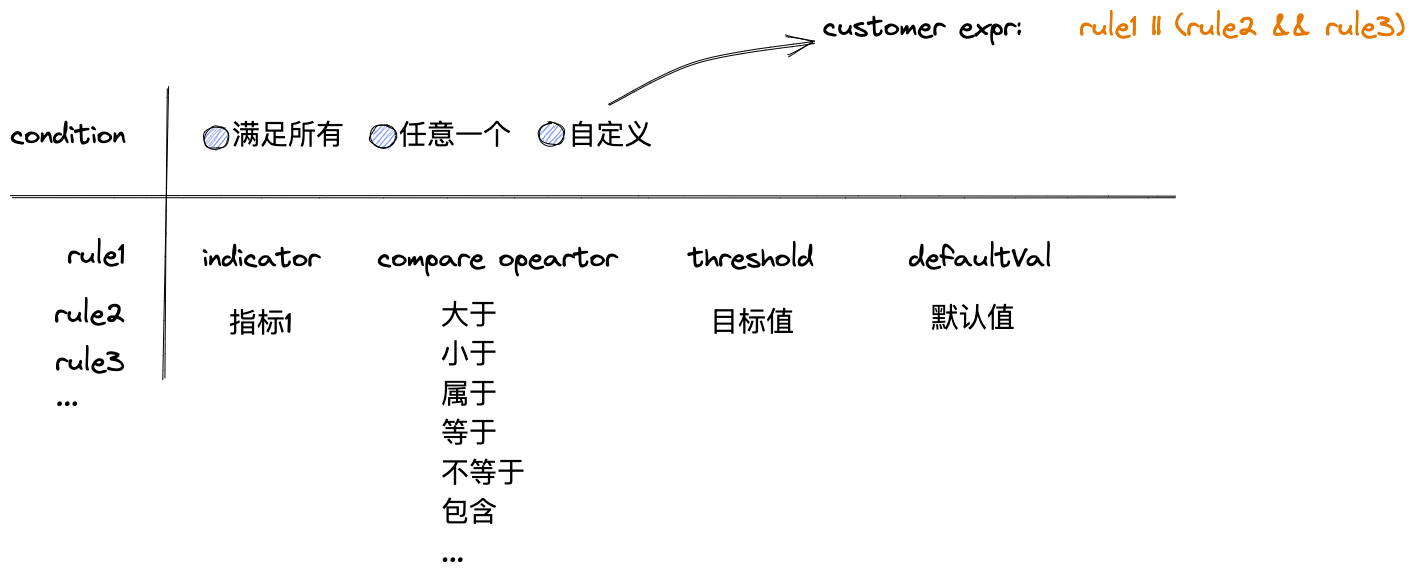 customer expr: rule1 || (rule2 && rule3)
condition 满足所有 任意一个 自定义
rule1 indicator compare opeartor threshold defaultVal
rule2 指标1 大于 目标值 默认值
rule3 小于
... 属于
等于
不等于
包含
...